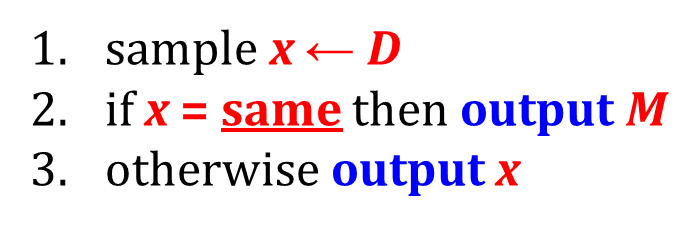 1. sample x ← D
2. if x = same then output M
3. otherwise output x